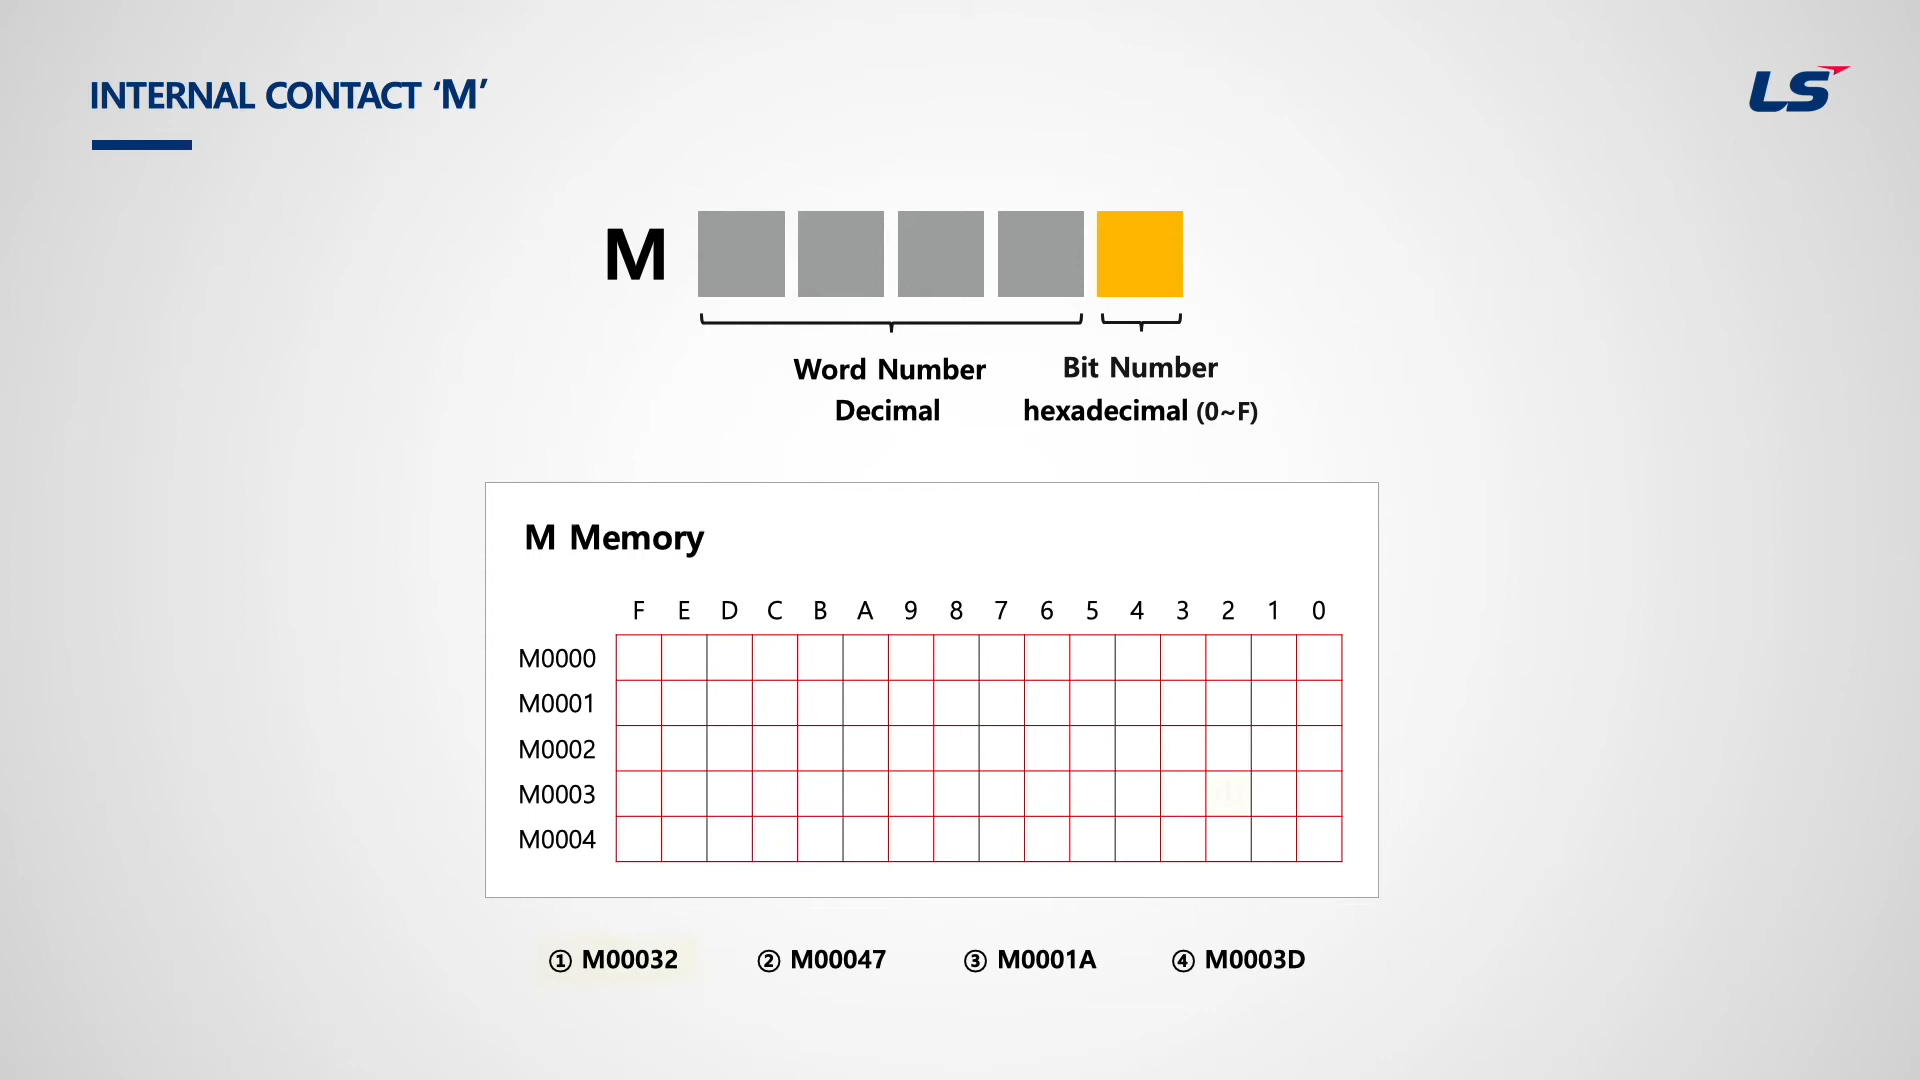 INTERNAL CONTACT ‘M’
LS
M
Word Number
Decimal
Bit Number
hexadecimal (0~F)
M Memory
F E D C B A 9 8 7 6 5 4 3 2 1 0
M0000
M0001
M0002
M0003
M0004
① M00032 ② M00047 ③ M0001A ④ M0003D